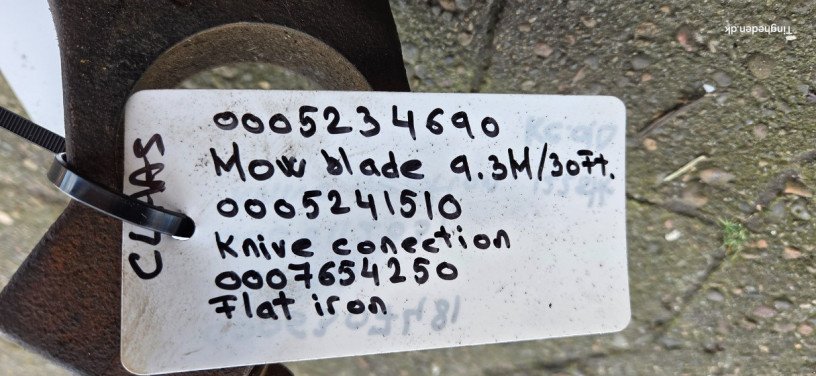 CLAAS
0005234690
Mow blade 9.3M/30Ft.
0005241510
Knive conection
0007654250
Flat iron
Tingheden.dk